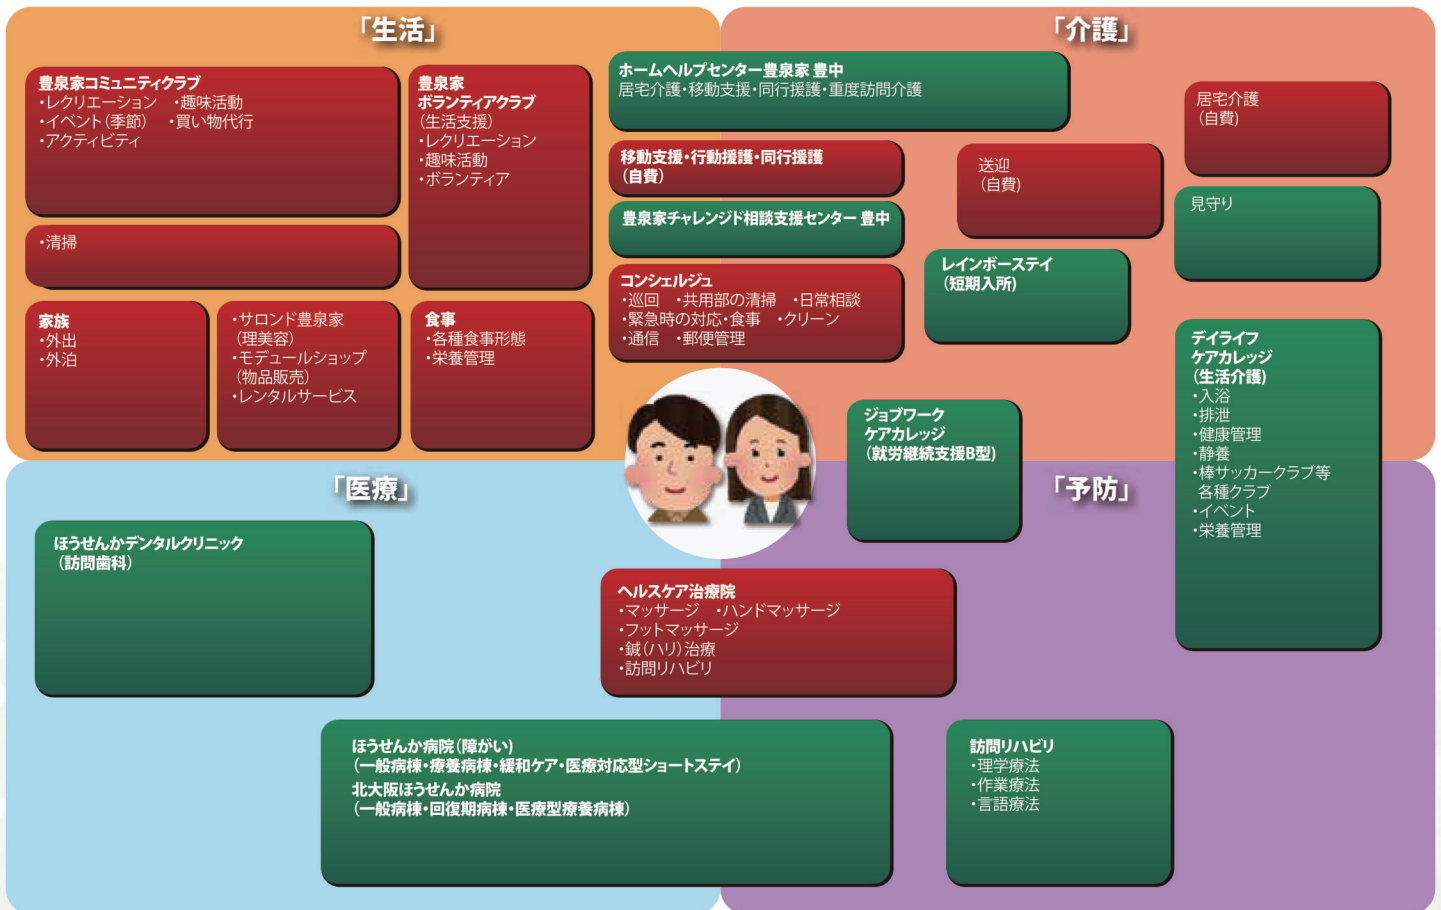 「生活」
豊泉家コミュニティクラブ
・レクリエーション ・趣味活動
・イベント（季節） ・買い物代行
・アクティビティ
豊泉家
ボランティアクラブ
（生活支援）
・レクリエーション
・趣味活動
・ボランティア
・清掃
家族
・外出
・外泊
・サロンド豊泉家
（理美容）
・モデュールショップ
（物品販売）
・レンタルサービス
食事
・各種食事形態
・栄養管理
「介護」
ホームヘルプセンター豊泉家 豊中
居宅介護・移動支援・同行援護・重度訪問介護
移動支援・行動援護・同行援護
（自費）
豊泉家チャレンジド相談支援センター 豊中
コンシェルジュ
・巡回 ・共用部の清掃 ・日常相談
・緊急時の対応・食事 ・クリーン
・通信 ・郵便管理
送迎
（自費）
居宅介護
（自費）
見守り
レインボーステイ
（短期入所）
デイライフ
ケアカレッジ
（生活介護）
・入浴
・排泄
・健康管理
・静養
・棒サッカークラブ等
各種クラブ
・イベント
・栄養管理
ジョブワーク
ケアカレッジ
（就労継続支援B型）
「医療」
ほうせんかデンタルクリニック
（訪問歯科）
「予防」
ヘルスケア治療院
・マッサージ ・ハンドマッサージ
・フットマッサージ
・鍼（ハリ）治療
・訪問リハビリ
ほうせんか病院（障がい）
（一般病棟・療養病棟・緩和ケア・医療対応型ショートステイ）
北大阪ほうせんか病院
（一般病棟・回復期病棟・医療型療養病棟）
訪問リハビリ
・理学療法
・作業療法
・言語療法